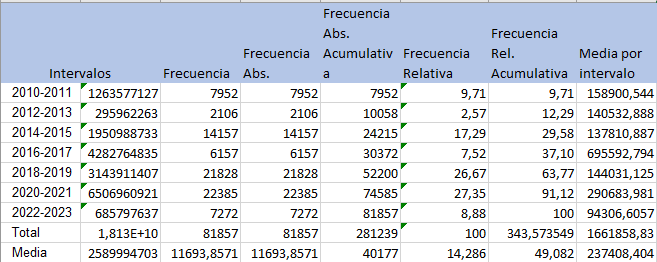 Frecuencia Frecuencia
Abs. Frecuencia
Frecuencia Acumulativ Frecuencia Rel. Media por
Intervalos Frecuencia Abs. a Relativa Acumulativa intervalo
2010-2011 1263577127 7952 7952 7952 9,71 9,71 158900,544
2012-2013 295962263 2106 2106 10058 2,57 12,29 140532,888
2014-2015 1950988733 14157 14157 24215 17,29 29,58 137810,887
2016-2017 4282764835 6157 6157 30372 7,52 37,10 695592,794
2018-2019 3143911407 21828 21828 52200 26,67 63,77 144031,125
2020-2021 6506960921 22385 22385 74585 27,35 91,12 290683,981
2022-2023 685797637 7272 7272 81857 8,88 100 94306,6057
Total 1,813E+10 81857 81857 281239 100 343,573549 1661858,83
Media 2589994703 11693,8571 11693,8571 40177 14,286 49,082 237408,404